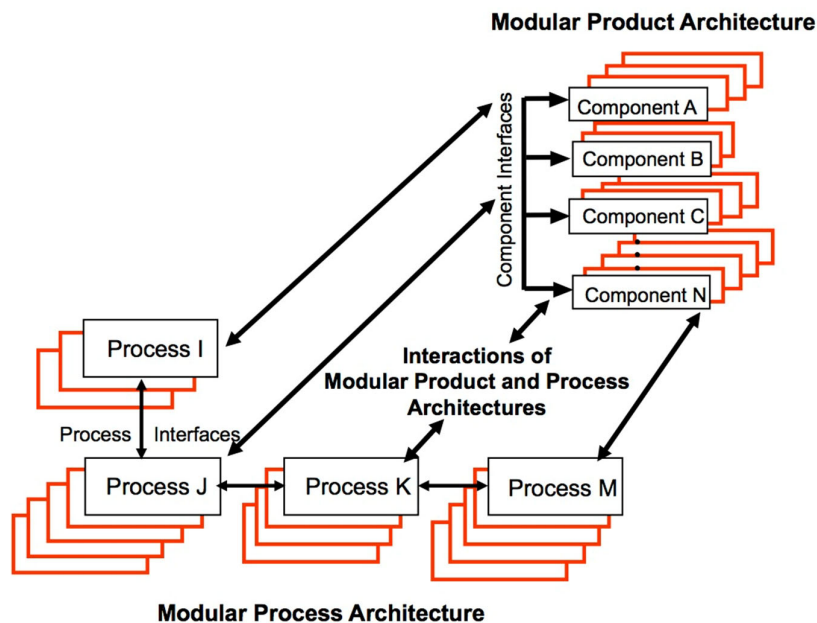 Modular Product Architecture
Component Interfaces
Component A
Component B
Component C
Component N
Interactions of
Modular Product and Process
Architectures
Process I
Process Interfaces
Process J
Process K
Process M
Modular Process Architecture